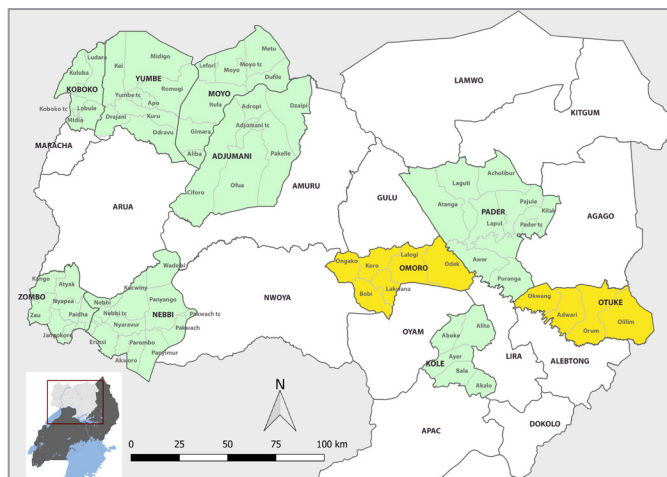 Metu
Ludara
Midigo
Lefori
Moyo tc
Kei
Moyo
Kuluba
YUMBE
LAMWO
Dufile
KOBOKO
Romogi
MOYO
Yumbe tc
Apo
Itula
Adropi
Dzaipi
Koboko tc
Lobule
Kuru
KITGUM
Midia
Drajani
Adjumani tc
Odravu
Gimara
MARACHA
Aliba
ADJUMANI
Pakelle
Acholibur
Laguti
Ofua
AMURU
Ciforo
GULU
Atanga
Pajule
Kilak
ARUA
PADER
AGAGO
Lapul
Pader tc
Lalogi
Ongako
Koro
OMORO
Odek
Awer
Wadelai
Kango
Atyak
Kucwiny
Lakwana
Puranga
ZOMBO
Nyapea
Nebbi
Panyango
NWOYA
Bobi
Okwang
OTUKE
Zau
Paidha
Nebbi tc
NEBBI
Pakwach tc
Adwari
Olilim
Nyaravur
Pakwach
OYAM
Alito
Orum
Jangokoro
Erussi
Parombo
Aboke
Panyimur
Ayer
LIRA
Akworo
KOLE
Bala
ALEBTONG
Akalo
N
DOKOLO
APAC
0 25 50 75 100 km